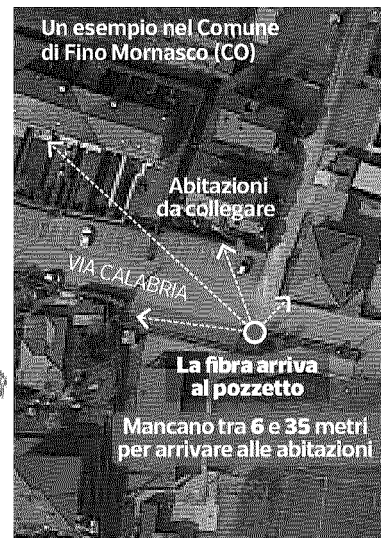 Un esempio nel Comune
di Fino Mornasco (CO)
Abitazioni
da collegare
VIA CALABRIA
La fibra arriva
al pozzetto
Mancano tra 6 e 35 metri
per arrivare alle abitazioni